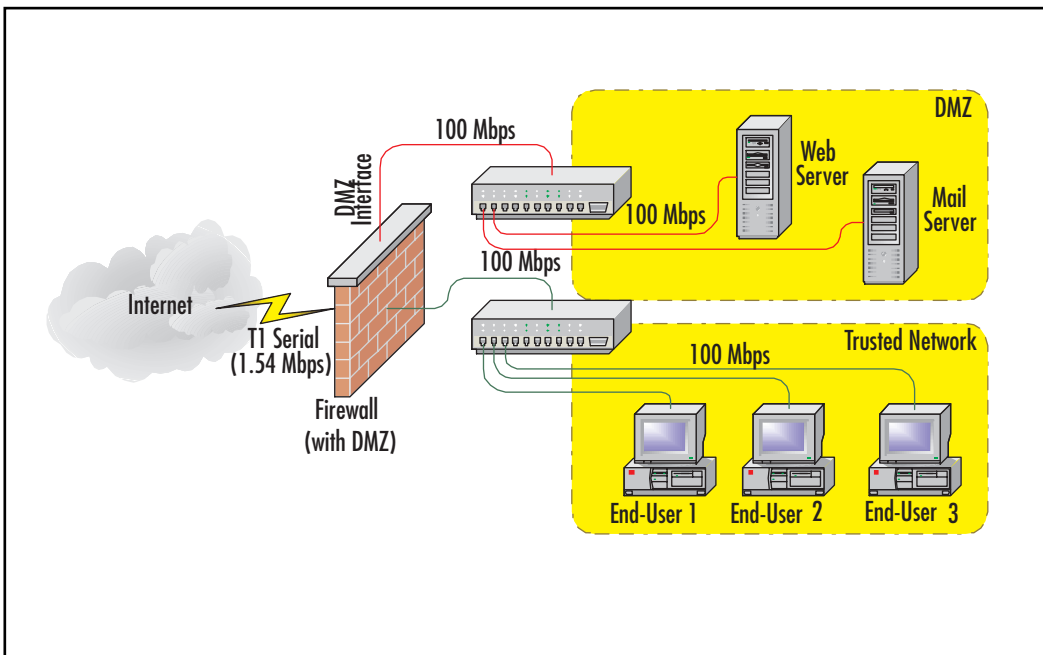 DMZ
100 Mbps
DMZ
Interface
Web
Server
Mail
Server
100 Mbps
100 Mbps
Internet
T1 Serial
(1.54 Mbps)
Firewall
(with DMZ)
Trusted Network
100 Mbps
End-User 1
End-User 2
End-User 3